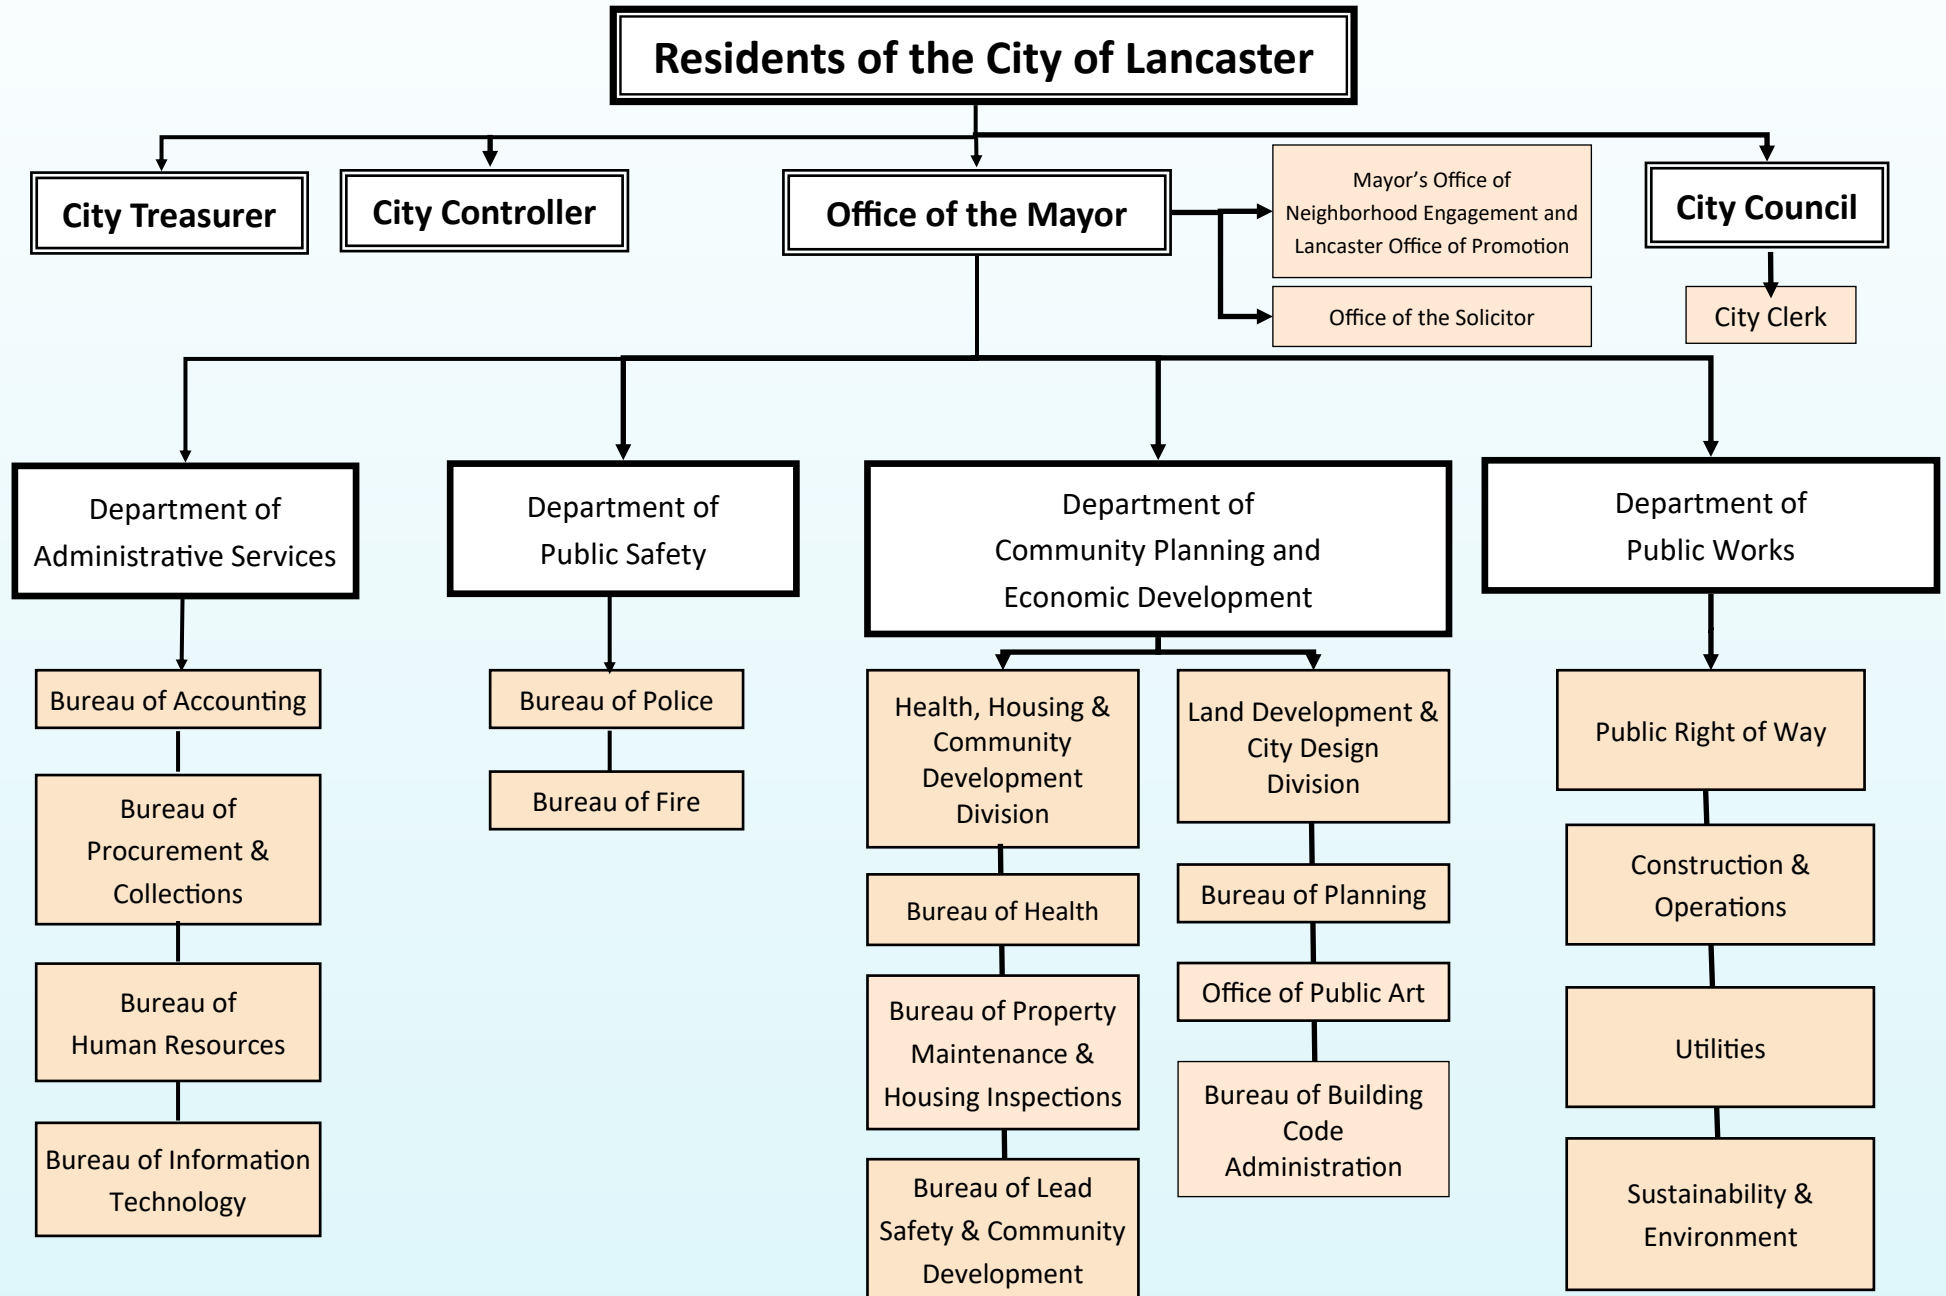 Residents of the City of Lancaster
City Treasurer
City Controller
Office of the Mayor
Mayor’s Office of
Neighborhood Engagement and
Lancaster Office of Promotion
Office of the Solicitor
City Council
City Clerk
Department of
Administrative Services
Department of
Public Safety
Department of
Community Planning and
Economic Development
Department of
Public Works
Bureau of Accounting
Bureau of
Procurement &
Collections
Bureau of
Human Resources
Bureau of Information
Technology
Bureau of Police
Bureau of Fire
Health, Housing &
Community
Development
Division
Bureau of Health
Bureau of Property
Maintenance &
Housing Inspections
Bureau of Lead
Safety & Community
Development
Land Development &
City Design
Division
Bureau of Planning
Office of Public Art
Bureau of Building
Code
Administration
Public Right of Way
Construction &
Operations
Utilities
Sustainability &
Environment